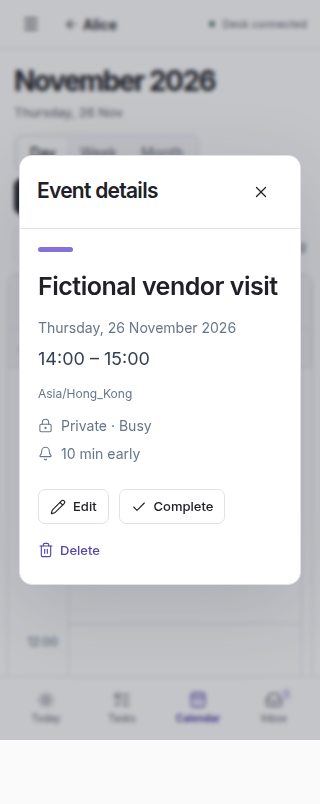 Alice
Desk connected
November 2026
Thursday, 26 Nov
Day Week Month
Event details
Fictional vendor visit
Thursday, 26 November 2026
14:00 – 15:00
Asia/Hong_Kong
Private · Busy
10 min early
Edit
Complete
Delete
12:00
Today
Tasks
Calendar
Inbox